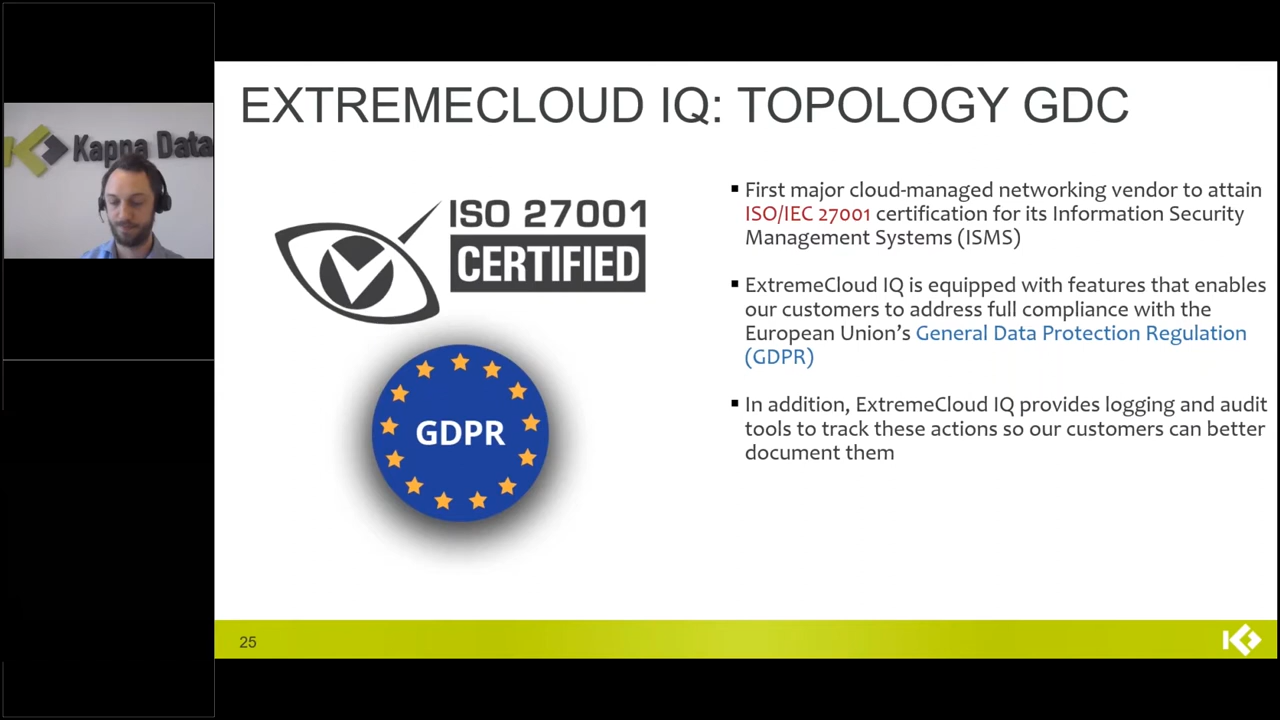 Kappa Data
EXTREMECLOUD IQ: TOPOLOGY GDC
ISO 27001
CERTIFIED
GDPR
▪ First major cloud-managed networking vendor to attain
ISO/IEC 27001 certification for its Information Security
Management Systems (ISMS)
▪ ExtremeCloud IQ is equipped with features that enables
our customers to address full compliance with the
European Union’s General Data Protection Regulation
(GDPR)
▪ In addition, ExtremeCloud IQ provides logging and audit
tools to track these actions so our customers can better
document them
25